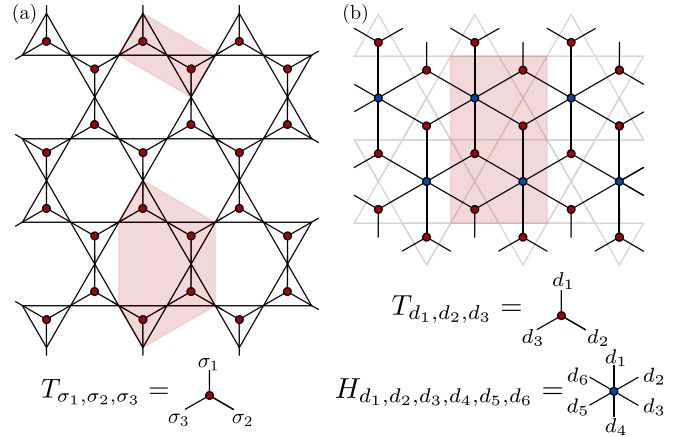 (a)
(b)
T_{σ1,σ2,σ3} =
σ1
σ3
σ2
T_{d1,d2,d3} =
d1
d3
d2
H_{d1,d2,d3,d4,d5,d6} =
d1
d6
d2
d5
d3
d4